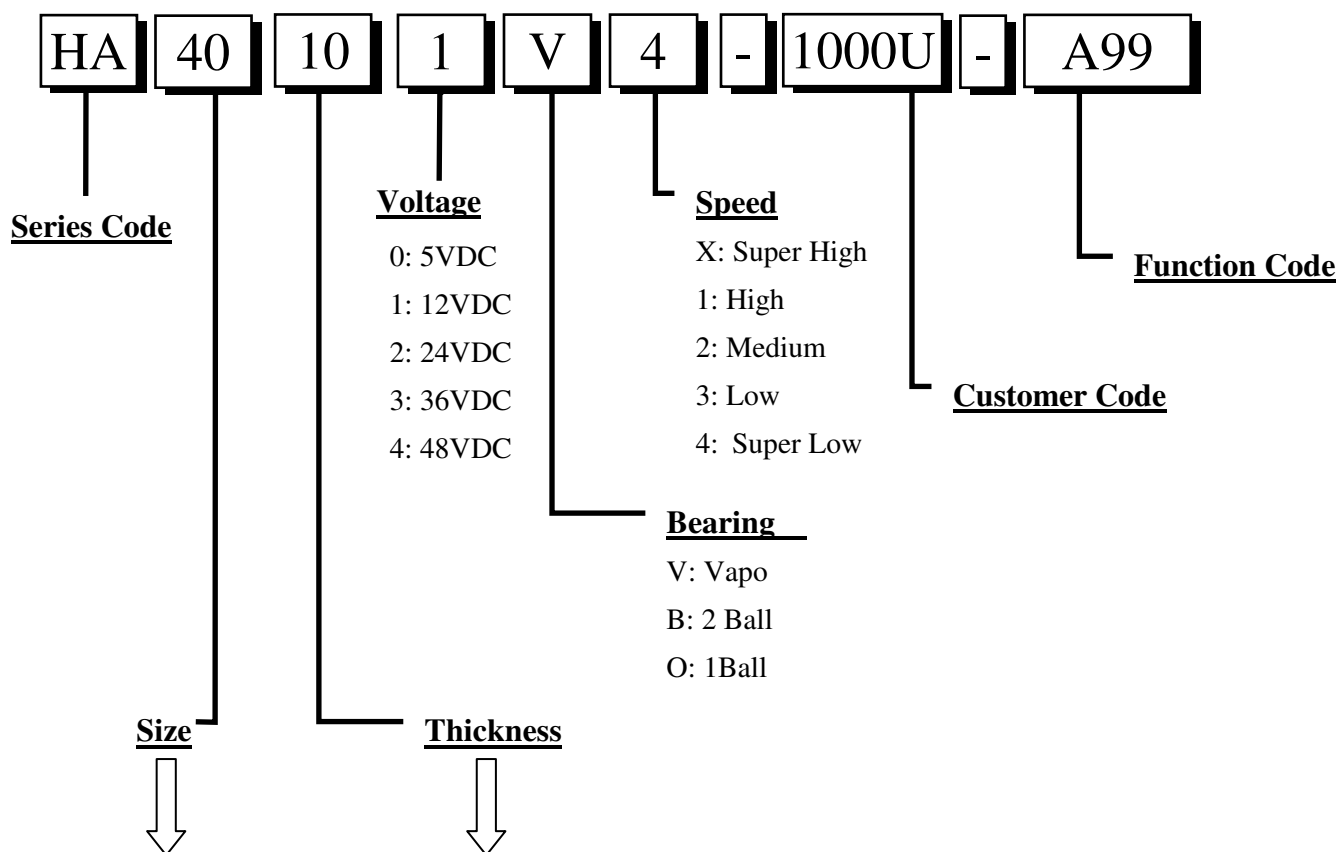 HA 40 10 1 V 4 - 1000U - A99
Series Code
Voltage
0: 5VDC
1: 12VDC
2: 24VDC
3: 36VDC
4: 48VDC
Speed
X: Super High
1: High
2: Medium
3: Low
4: Super Low
Function Code
Customer Code
Bearing
V: Vapo
B: 2 Ball
O: 1Ball
Size
Thickness